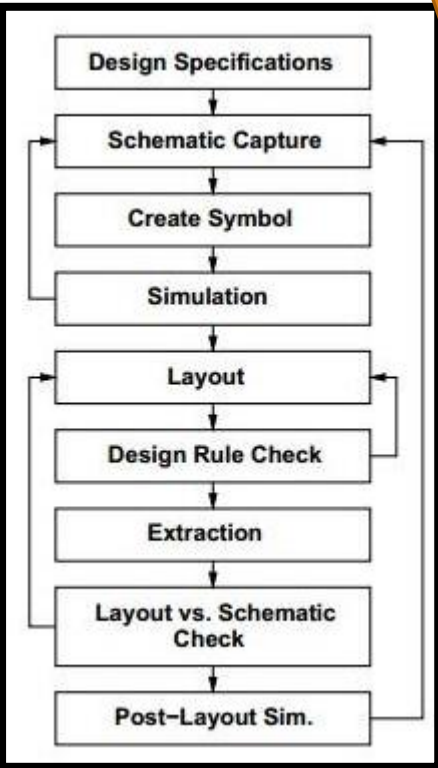 Design Specifications
Schematic Capture
Create Symbol
Simulation
Layout
Design Rule Check
Extraction
Layout vs. Schematic
Check
Post−Layout Sim.